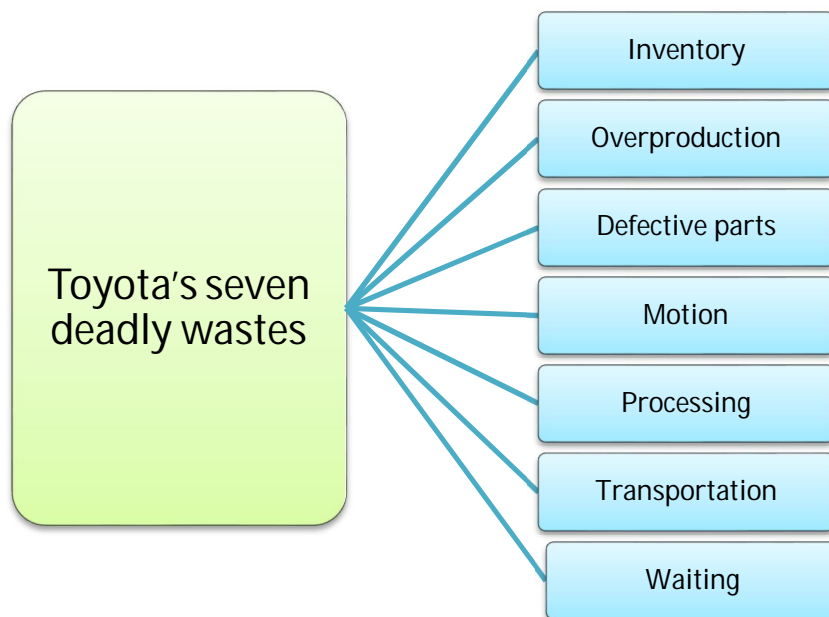 Toyota's seven
deadly wastes
Inventory
Overproduction
Defective parts
Motion
Processing
Transportation
Waiting